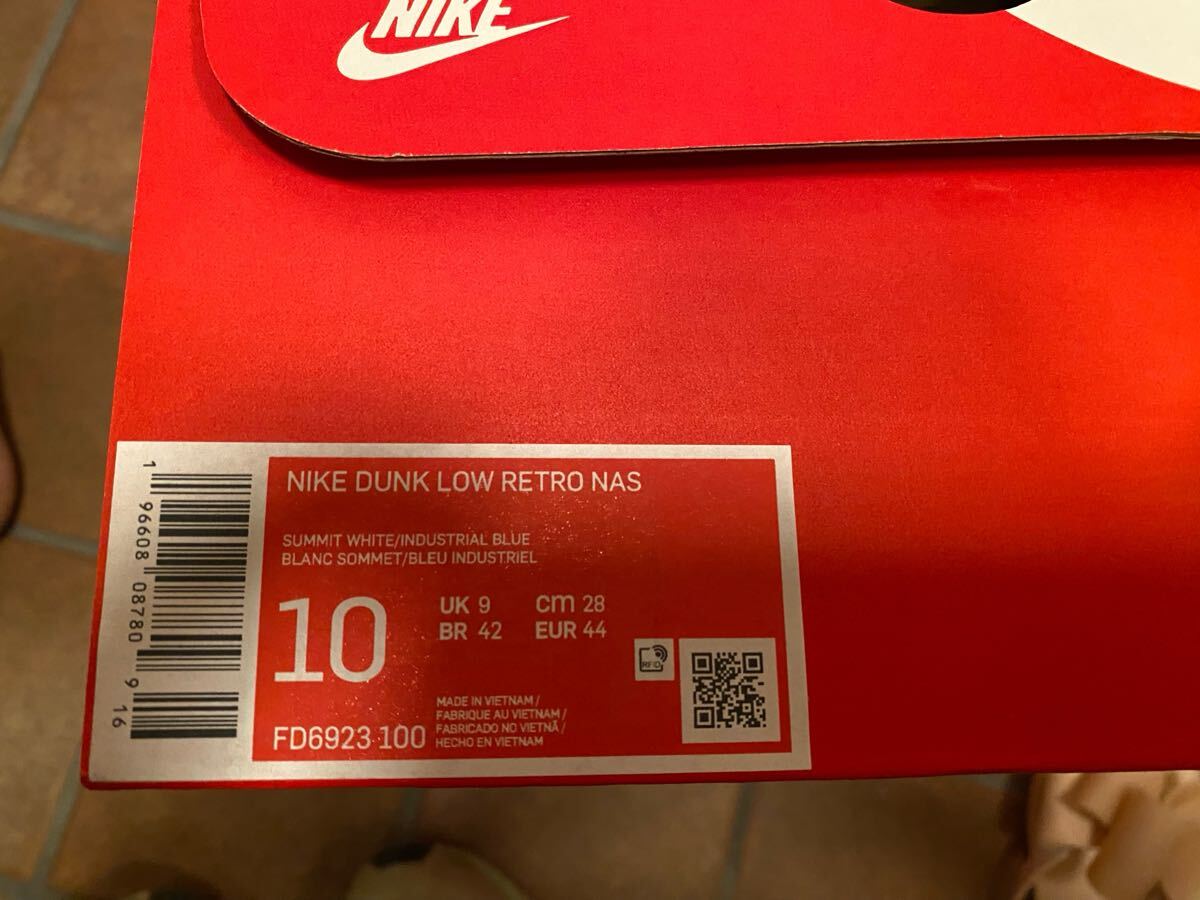 NIKE
NIKE DUNK LOW RETRO NAS
SUMMIT WHITE/INDUSTRIAL BLUE
BLANC SOMMET/BLEU INDUSTRIEL
10
UK 9 cm 28
BR 42 EUR 44
RFID
MADE IN VIETNAM /
FABRIQUE AU VIETNAM /
FABRICADO NO VIETNÃ /
HECHO EN VIETNAM
FD6923 100
1 96608 08780 9 16